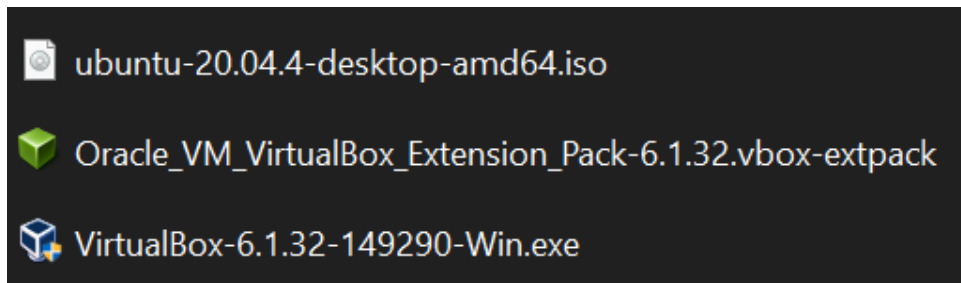 ubuntu-20.04.4-desktop-amd64.iso
Oracle_VM_VirtualBox_Extension_Pack-6.1.32.vbox-extpack
VirtualBox-6.1.32-149290-Win.exe